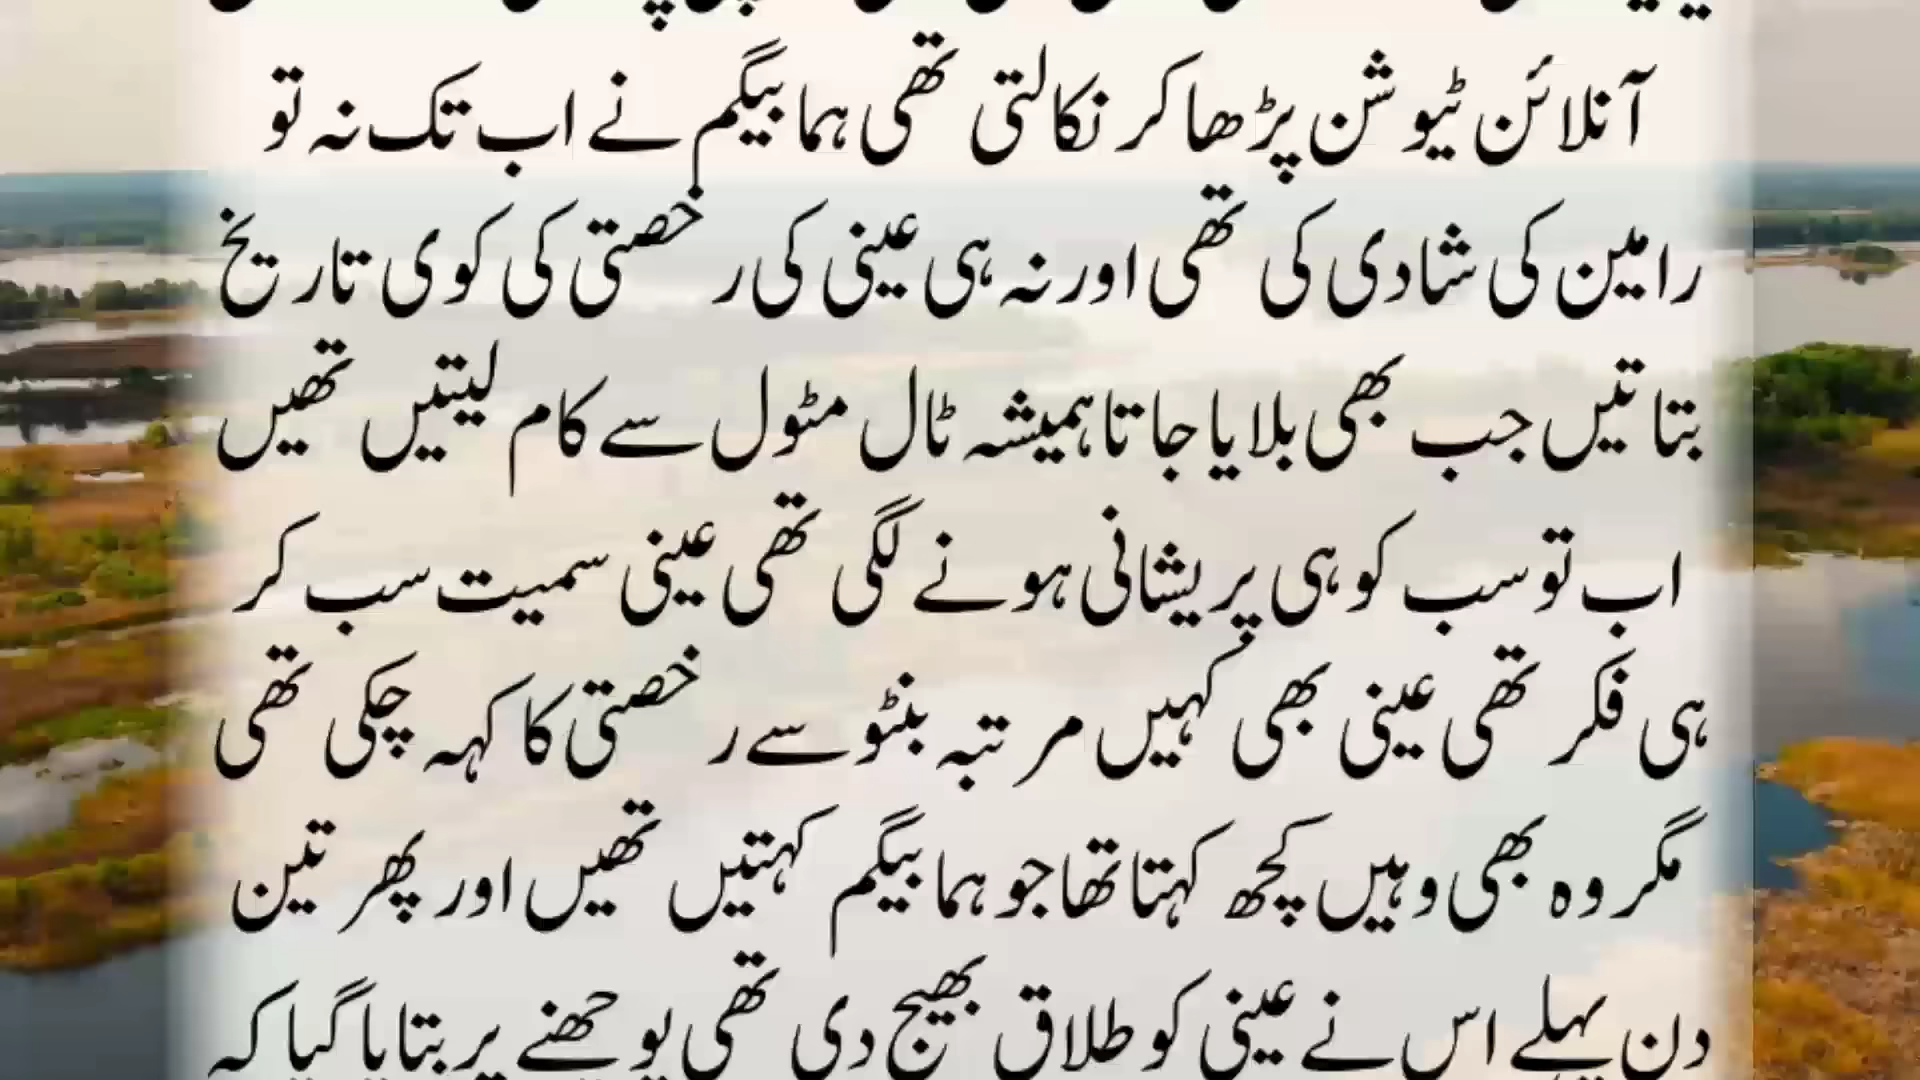 آنلائن ٹیوشن پڑھا کر نکالتی تھی ہما بیگم نے اب تک نہ تو
رامین کی شادی کی تھی اور نہ ہی عینی کی رخصتی کی کوی تاریخ
بتاتیں جب بھی بلایا جاتا ہمیشہ ٹال مٹول سے کام لیتیں تھیں
اب تو سب کو ہی پریشانی ہونے لگی تھی عینی سمیت سب کر
ہی فکر تھی عینی بھی کہیں مرتبہ بنٹو سے رخصتی کا کہہ چکی تھی
مگر وہ بھی وہیں کچھ کہتا تھا جو ہما بیگم کہتیں تھیں اور پھر تین
دن پہلے اس نے عینی کو طلاق بھیج دی تھی پوچھنے پر بتایا گیا کہ